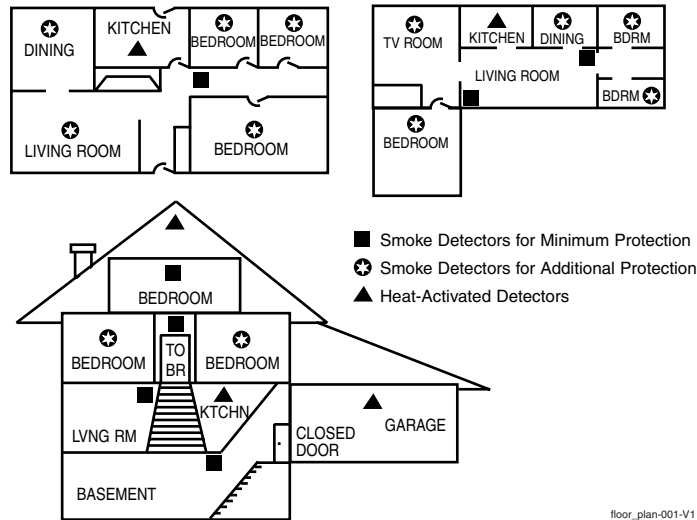 DINING
KITCHEN
BEDROOM
BEDROOM
LIVING ROOM
BEDROOM
TV ROOM
KITCHEN
DINING
BDRM
LIVING ROOM
BDRM
BEDROOM
Smoke Detectors for Minimum Protection
Smoke Detectors for Additional Protection
Heat-Activated Detectors
BEDROOM
BEDROOM
TO
BR
BEDROOM
LVNG RM
KTCHN
CLOSED
DOOR
GARAGE
BASEMENT
floor_plan-001-V1